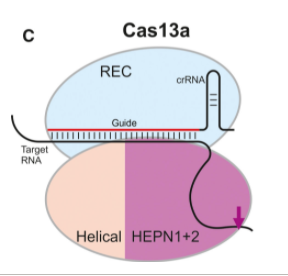 C
Cas13a
REC
crRNA
Guide
Target
RNA
Helical HEPN1+2